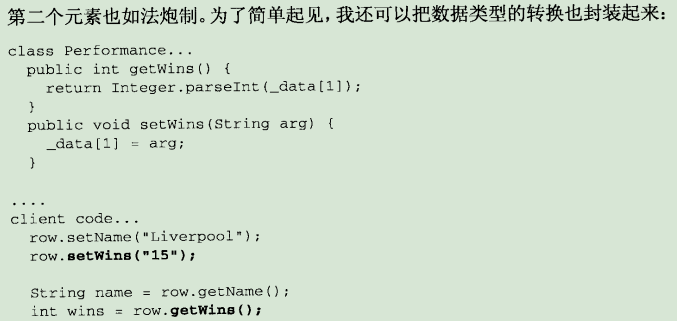 第二个元素也如法炮制。为了简单起见，我还可以把数据类型的转换也封装起来：
class Performance...
  public int getWins() {
    return Integer.parseInt(_data[1]);
  }
  public void setWins(String arg) {
    _data[1] = arg;
  }
....
client code...
  row.setName("Liverpool");
  row.setWins("15");
  String name = row.getName();
  int wins = row.getWins();